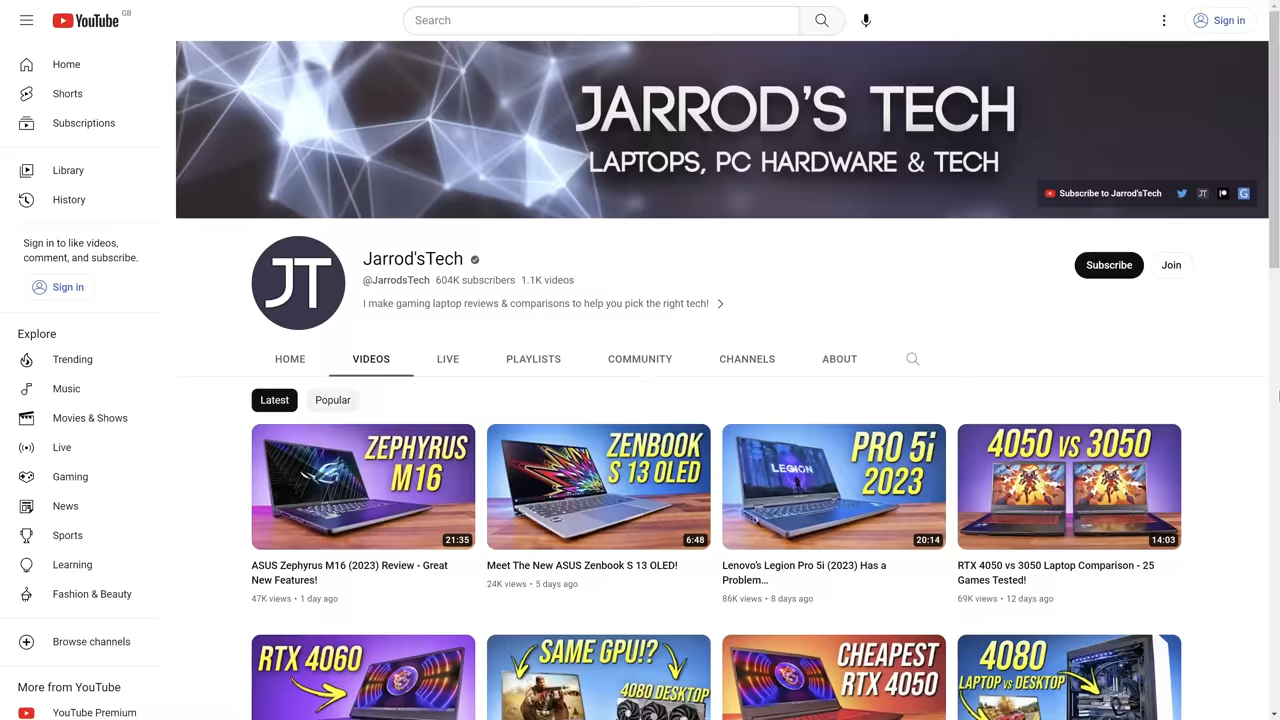 YouTube GB
Search
Sign in
Home
Shorts
Subscriptions
Library
History
Sign in to like videos,
comment, and subscribe.
Sign in
Explore
Trending
Music
Movies & Shows
Live
Gaming
News
Sports
Learning
Fashion & Beauty
Browse channels
More from YouTube
YouTube Premium
JARROD'S TECH
LAPTOPS, PC HARDWARE & TECH
Subscribe to Jarrod'sTech
JT
G
JT
Jarrod'sTech
@JarrodsTech 604K subscribers 1.1K videos
I make gaming laptop reviews & comparisons to help you pick the right tech!
Subscribe
Join
HOME
VIDEOS
LIVE
PLAYLISTS
COMMUNITY
CHANNELS
ABOUT
Latest
Popular
ZEPHYRUS
M16
21:35
ASUS Zephyrus M16 (2023) Review - Great
New Features!
47K views • 1 day ago
ZENBOOK
S 13 OLED
6:48
Meet The New ASUS Zenbook S 13 OLED!
24K views • 5 days ago
LEGION
PRO 5i
2023
20:14
Lenovo's Legion Pro 5i (2023) Has a
Problem…
86K views • 8 days ago
4050 VS 3050
14:03
RTX 4050 vs 3050 Laptop Comparison - 25
Games Tested!
69K views • 12 days ago
RTX 4060
SAME GPU!?
4080 DESKTOP
CHEAPEST
RTX 4050
4080
LAPTOP VS DESKTOP